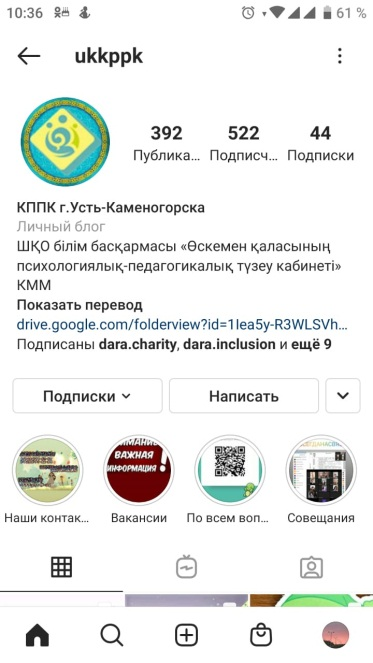 10:36
61 %
ukkppk
392 522 44
Публика... Подписч... Подписки
КППК г.Усть-Каменогорска
Личный блог
ШҚО білім басқармасы «Өскемен қаласының
психологиялық-педагогикалық түзеу кабинеті»
КММ
Показать перевод
drive.google.com/folderview?id=1Iea5y-R3WLSVh...
Подписаны dara.charity, dara.inclusion и ещё 9
Подписки Написать
ВАЖНАЯ
ИНФОРМАЦИЯ !
Наши контак... Вакансии По всем воп... Совещания